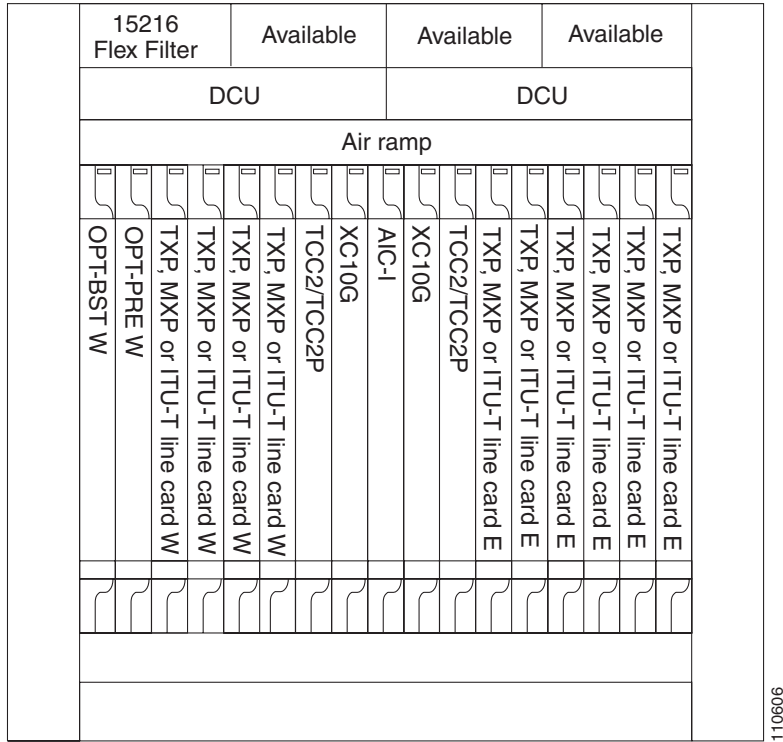 15216
Flex Filter
Available
Available
Available
DCU
DCU
Air ramp
OPT-BST W
OPT-PRE W
TXP, MXP or ITU-T line card W
TXP, MXP or ITU-T line card W
TXP, MXP or ITU-T line card W
TXP, MXP or ITU-T line card W
TCC2/TCC2P
XC10G
AIC-I
XC10G
TCC2/TCC2P
TXP, MXP or ITU-T line card E
TXP, MXP or ITU-T line card E
TXP, MXP or ITU-T line card E
TXP, MXP or ITU-T line card E
TXP, MXP or ITU-T line card E
TXP, MXP or ITU-T line card E
110606